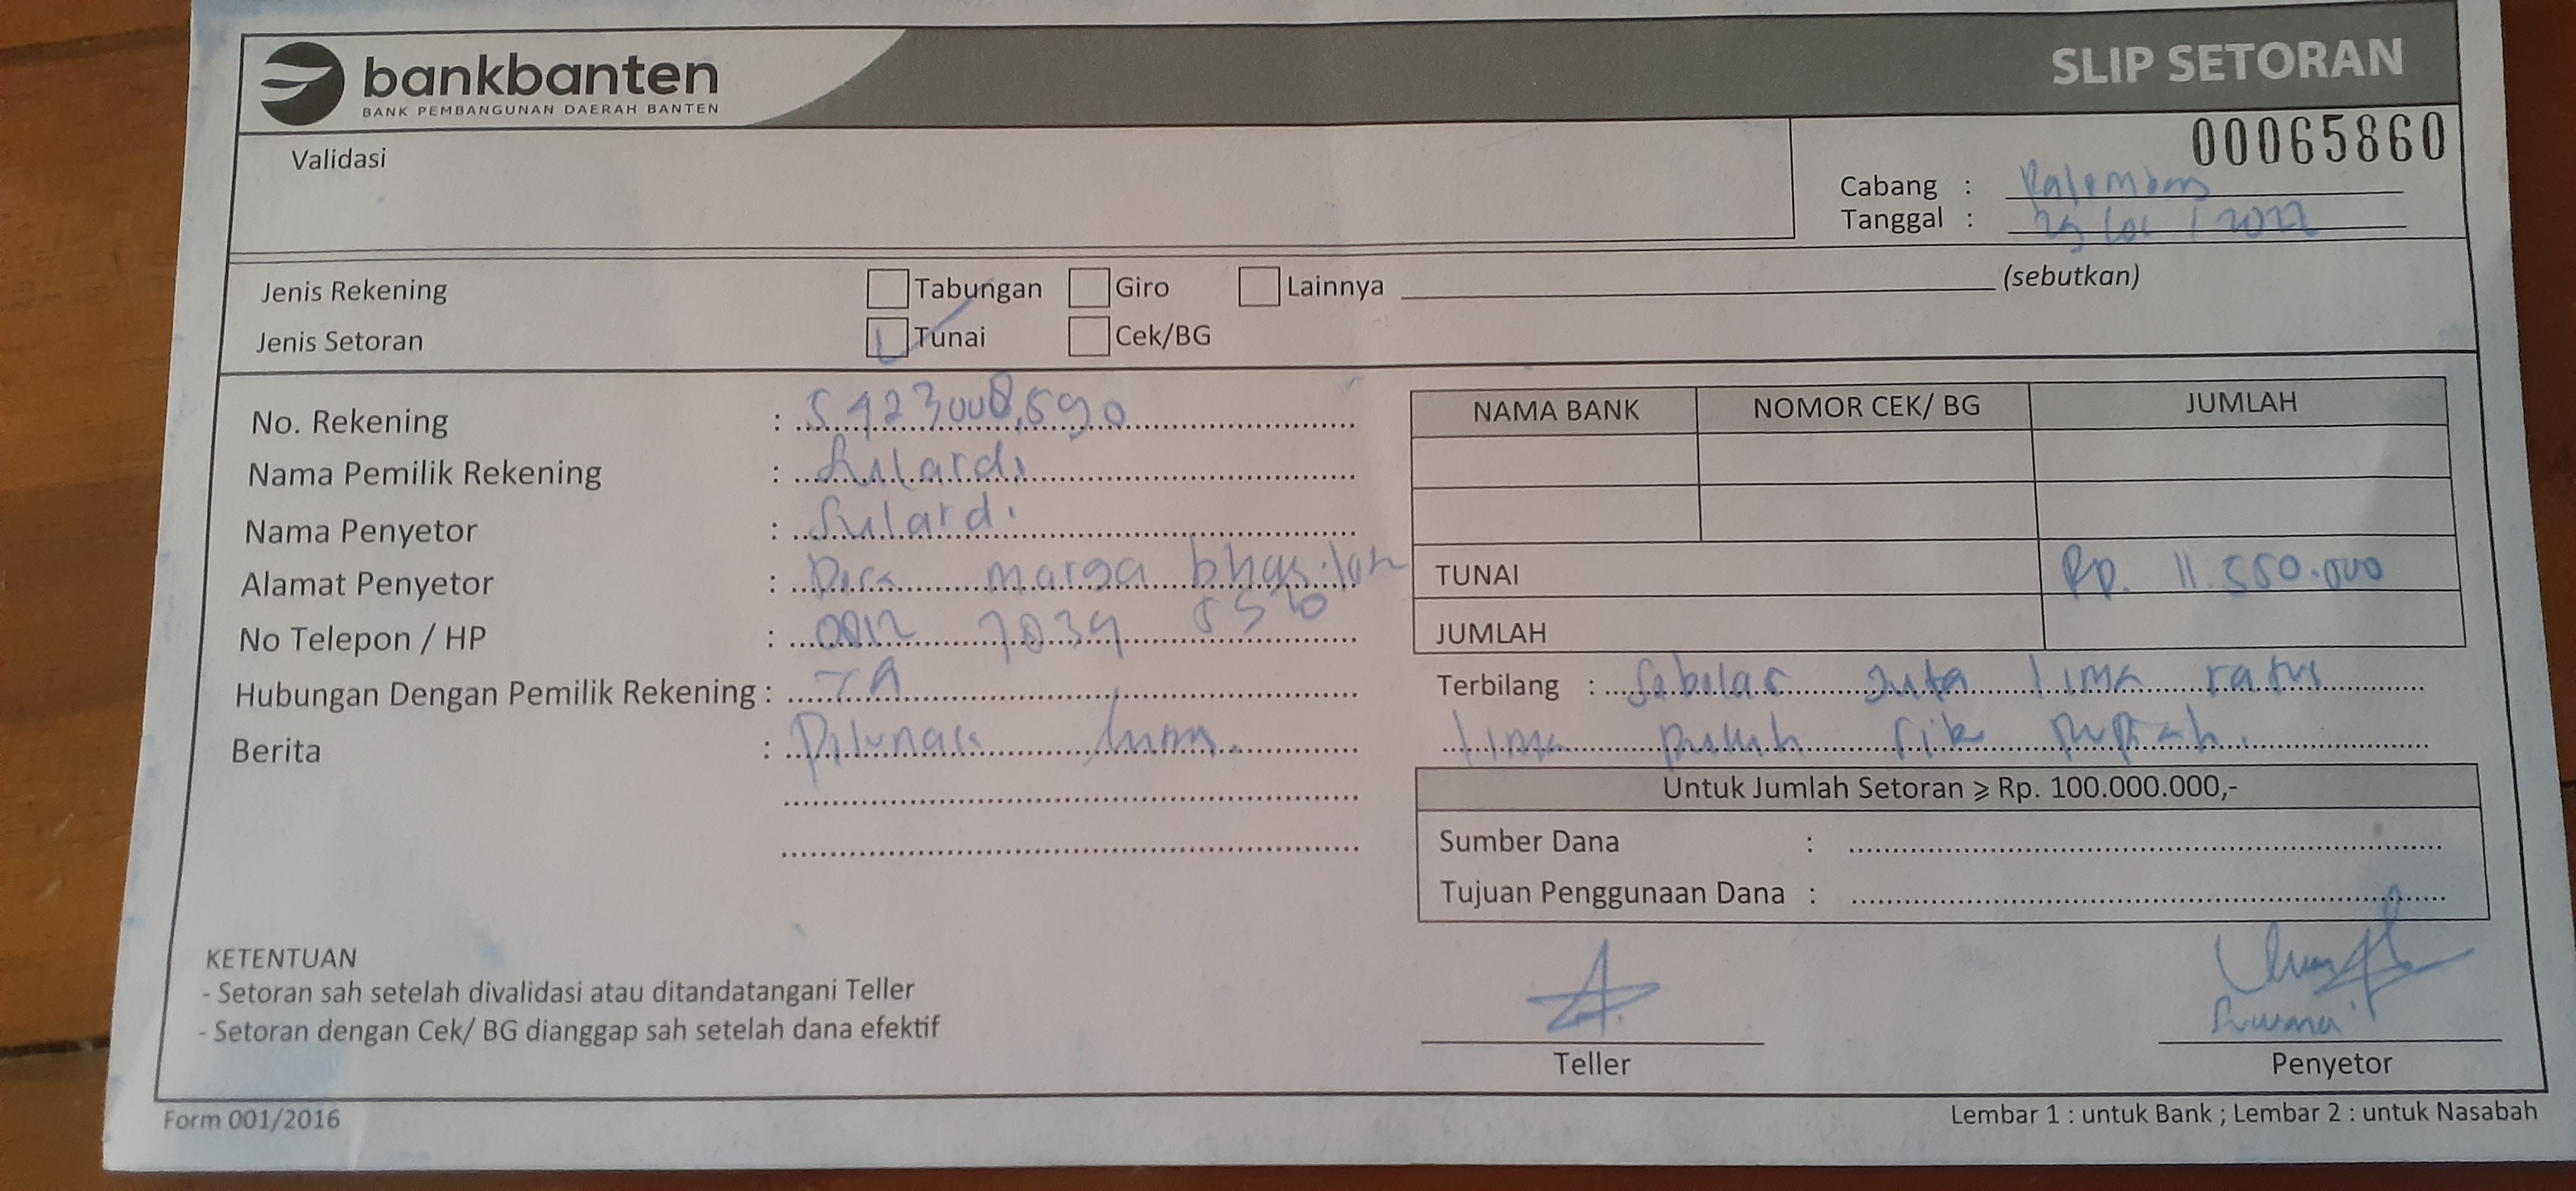 bankbanten
BANK PEMBANGUNAN DAERAH BANTEN
SLIP SETORAN
00065860
Validasi
Cabang : Palembang
Tanggal : 2022
Jenis Rekening Tabungan Giro Lainnya (sebutkan)
Jenis Setoran Tunai Cek/BG
No. Rekening :
Nama Pemilik Rekening : Sulardi
Nama Penyetor : Sulardi
Alamat Penyetor : marga
No Telepon / HP :
Hubungan Dengan Pemilik Rekening :
Berita :
NAMA BANK NOMOR CEK/ BG JUMLAH
TUNAI Rp. 11.550.000
JUMLAH
Terbilang : Sebelas Juta lima ratus
lima puluh rupiah.
Untuk Jumlah Setoran ⩾ Rp. 100.000.000,-
Sumber Dana :
Tujuan Penggunaan Dana :
KETENTUAN
- Setoran sah setelah divalidasi atau ditandatangani Teller
- Setoran dengan Cek/ BG dianggap sah setelah dana efektif
Teller
Penyetor
Form 001/2016
Lembar 1 : untuk Bank ; Lembar 2 : untuk Nasabah